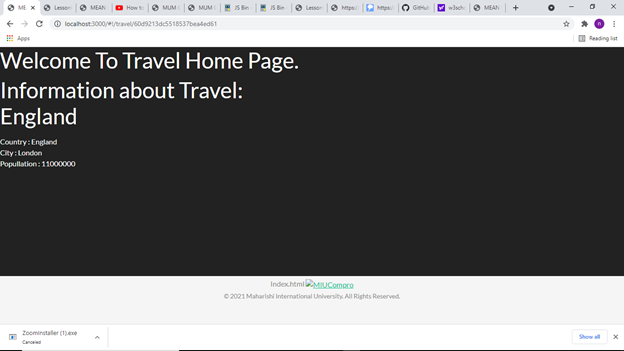 ME
Lesson
MEAN
How to
MUM
MUM
JS Bin
JS Bin
Lesson
https:/
https:/
GitHub
w3scho
MEAN
localhost:3000/#!/travel/60d9213dc5518537bea4ed61
n
Apps
Reading list
Welcome To Travel Home Page.
Information about Travel:
England
Country : England
City : London
Popullation : 11000000
Index.html MIUCompro
© 2021 Maharishi International University. All Rights Reserved.
ZoomInstaller (1).exe
Canceled
Show all